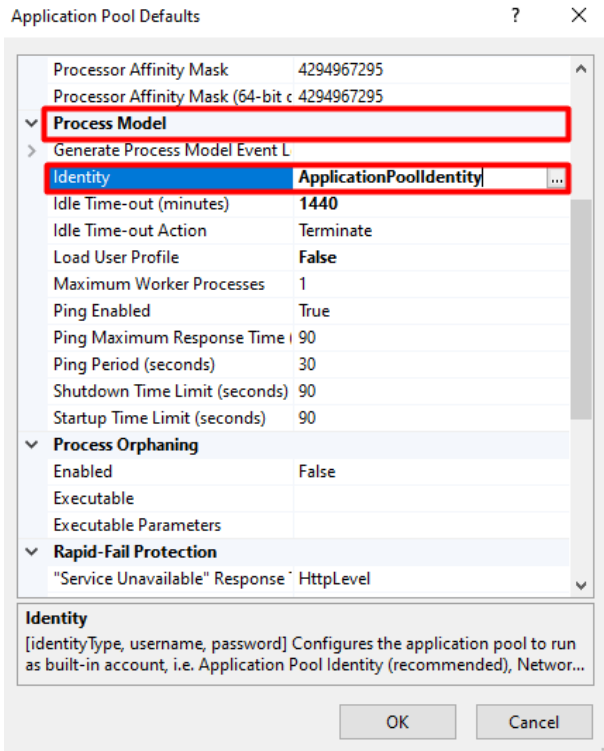 Application Pool Defaults ? ×
Processor Affinity Mask 4294967295
Processor Affinity Mask (64-bit c 4294967295
Process Model
Generate Process Model Event L
Identity ApplicationPoolIdentity ...
Idle Time-out (minutes) 1440
Idle Time-out Action Terminate
Load User Profile False
Maximum Worker Processes 1
Ping Enabled True
Ping Maximum Response Time ( 90
Ping Period (seconds) 30
Shutdown Time Limit (seconds) 90
Startup Time Limit (seconds) 90
Process Orphaning
Enabled False
Executable
Executable Parameters
Rapid-Fail Protection
"Service Unavailable" Response HttpLevel
Identity
[identityType, username, password] Configures the application pool to run
as built-in account, i.e. Application Pool Identity (recommended), Networ...
OK Cancel